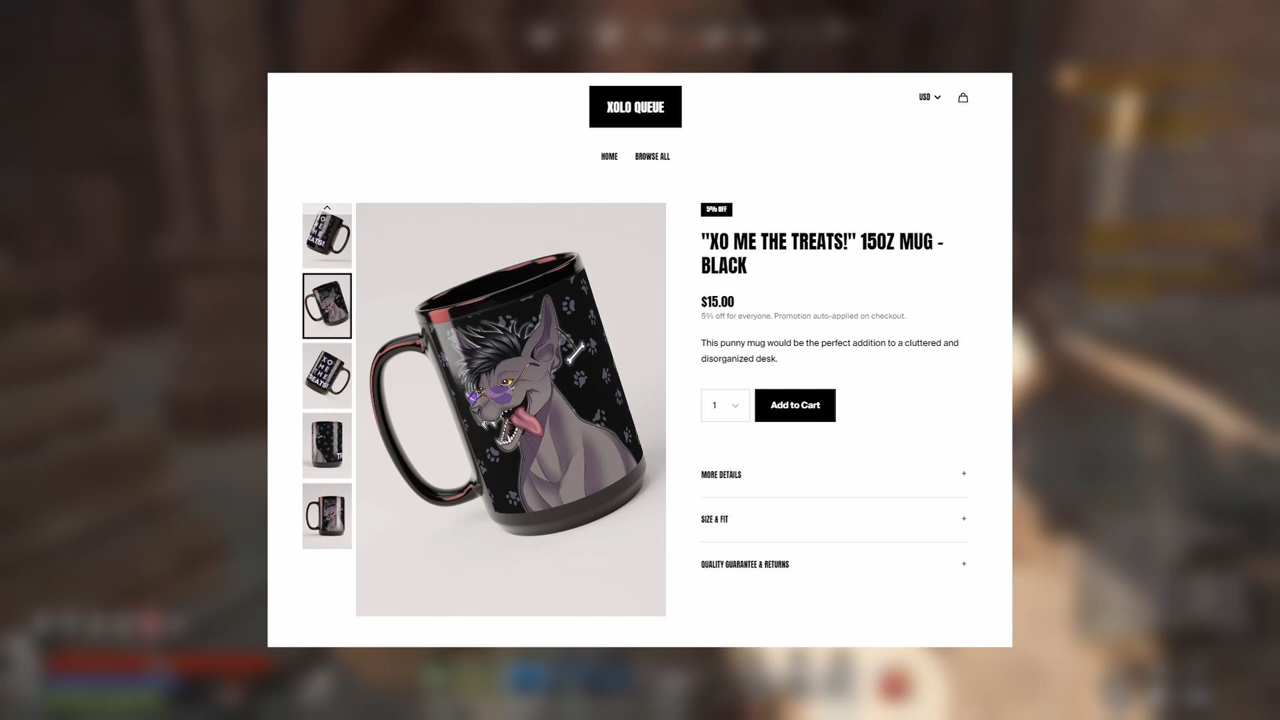 XOLO QUEUE
USD
HOME
BROWSE ALL
5% OFF
"XO ME THE TREATS!" 15OZ MUG -
BLACK
$15.00
5% off for everyone. Promotion auto-applied on checkout.
This punny mug would be the perfect addition to a cluttered and
disorganized desk.
1
Add to Cart
MORE DETAILS
+
SIZE & FIT
+
QUALITY GUARANTEE & RETURNS
+